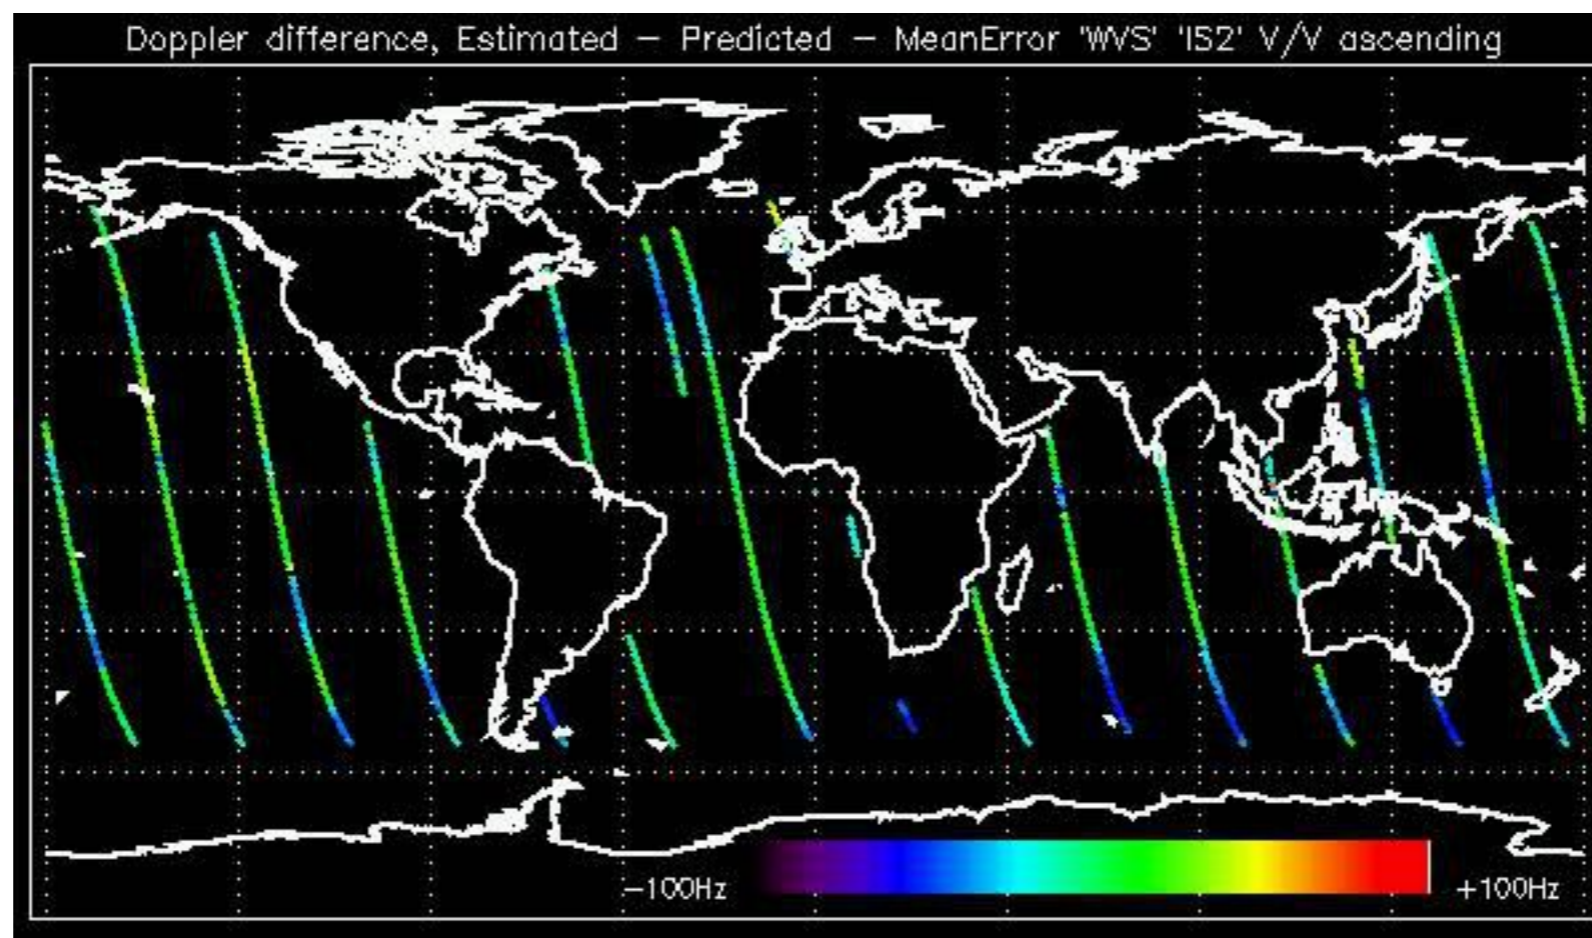 Doppler difference, Estimated - Predicted - MeanError 'WVS' 'IS2' V/V ascending
-100Hz
+100Hz